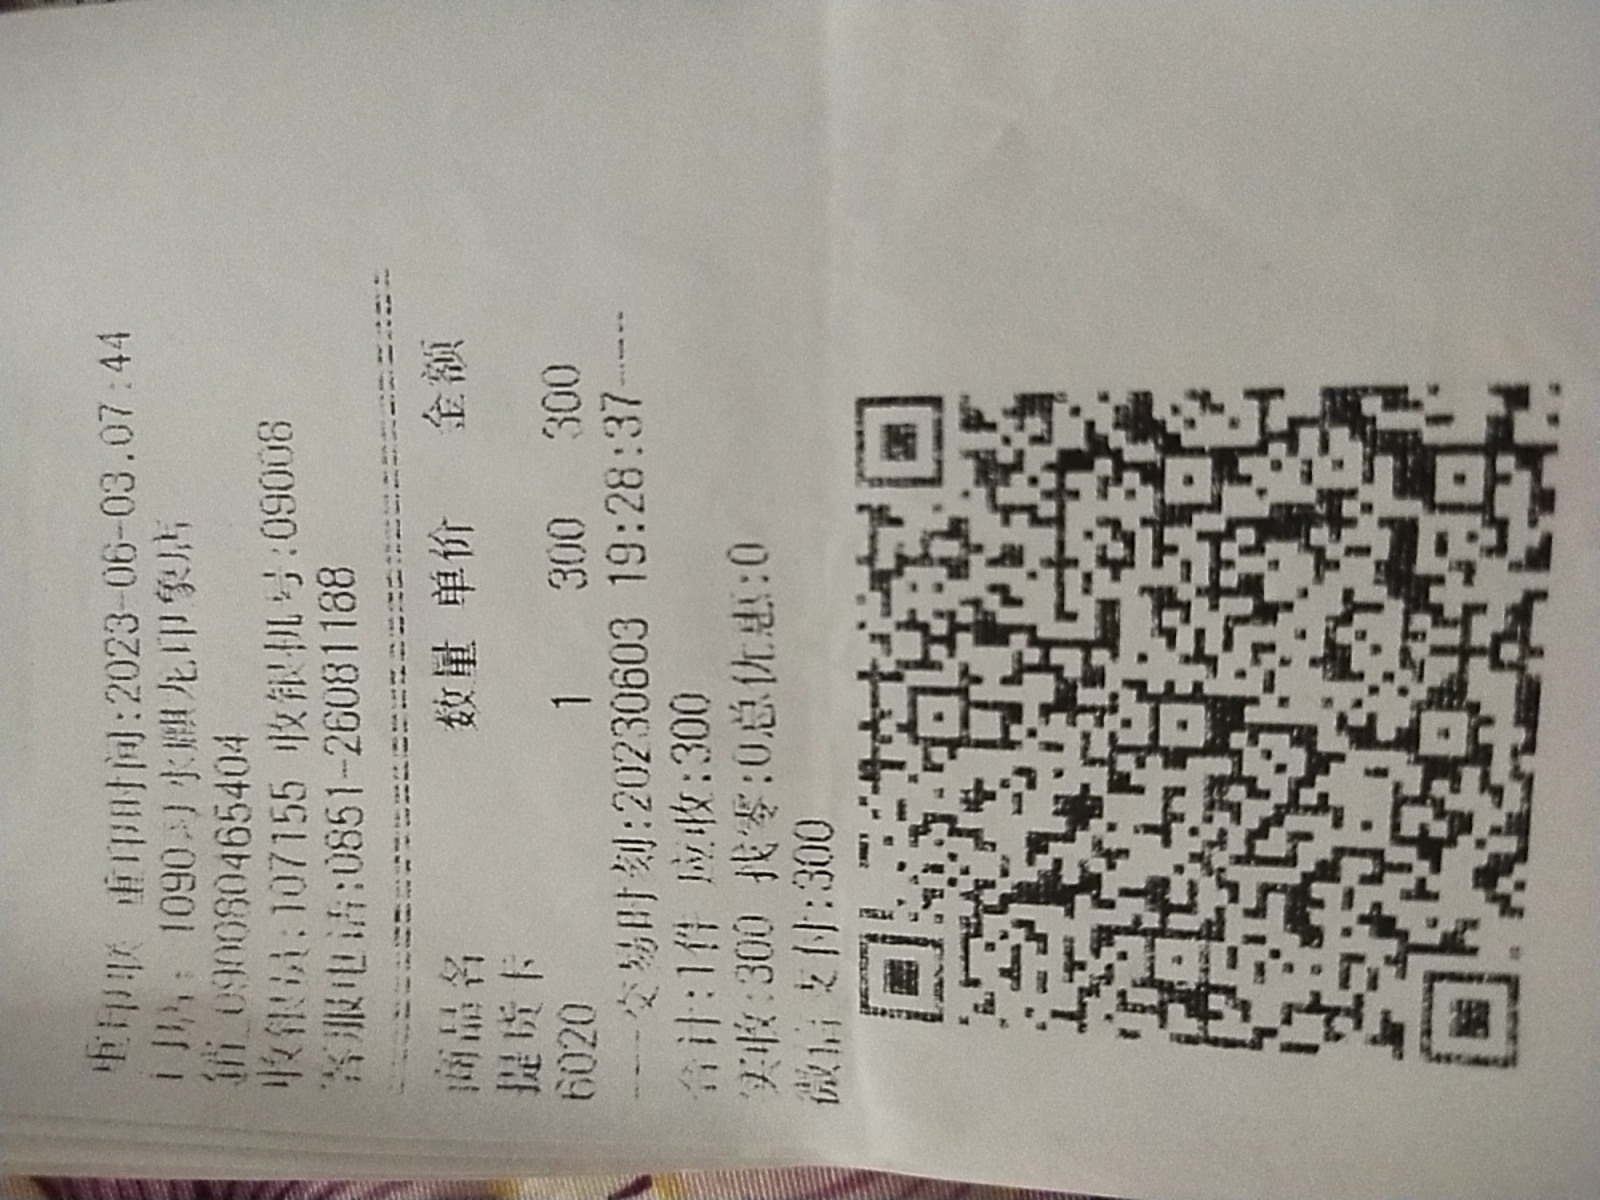 重印联 重印时间:2023-06-03.07:44
门店: 1090习水鹏龙印象店
销_0900804654​04
收银员:107155 收银机号:09008
客服电话:0851-26081188
商品名 数量 单价 金额
提货卡
6020 1 300 300
----交易时刻:20230603 19:28:37----
合计:1件 应收:300
实收:300 找零:0总优惠:0
微信支付:300